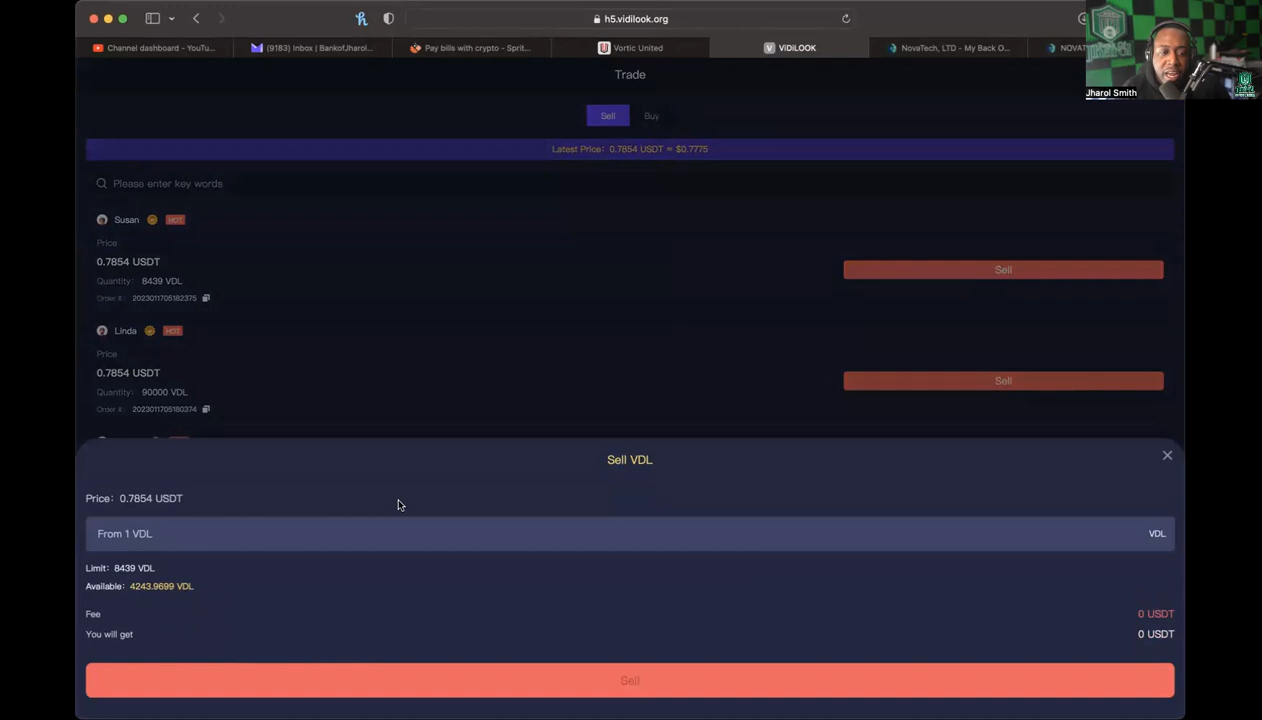 h5.vidilook.org
Channel dashboard - YouTu...
(9183) Inbox | BankofJharol...
Pay bills with crypto - Sprit...
Vortic United
V ViDiLOOK
NovaTech, LTD - My Back O...
NOVAT
Jharol Smith
Trade
Sell
Buy
Latest Price: 0.7854 USDT ≈ $0.7775
Please enter key words
Susan
HOT
Price
0.7854 USDT
Quantity: 8439 VDL
Order #: 2023011705182375
Sell
Linda
HOT
Price
0.7854 USDT
Quantity: 90000 VDL
Order #: 2023011705180374
Sell
Sell VDL
Price: 0.7854 USDT
From 1 VDL
VDL
Limit: 8439 VDL
Available: 4243.9699 VDL
Fee
0 USDT
You will get
0 USDT
Sell